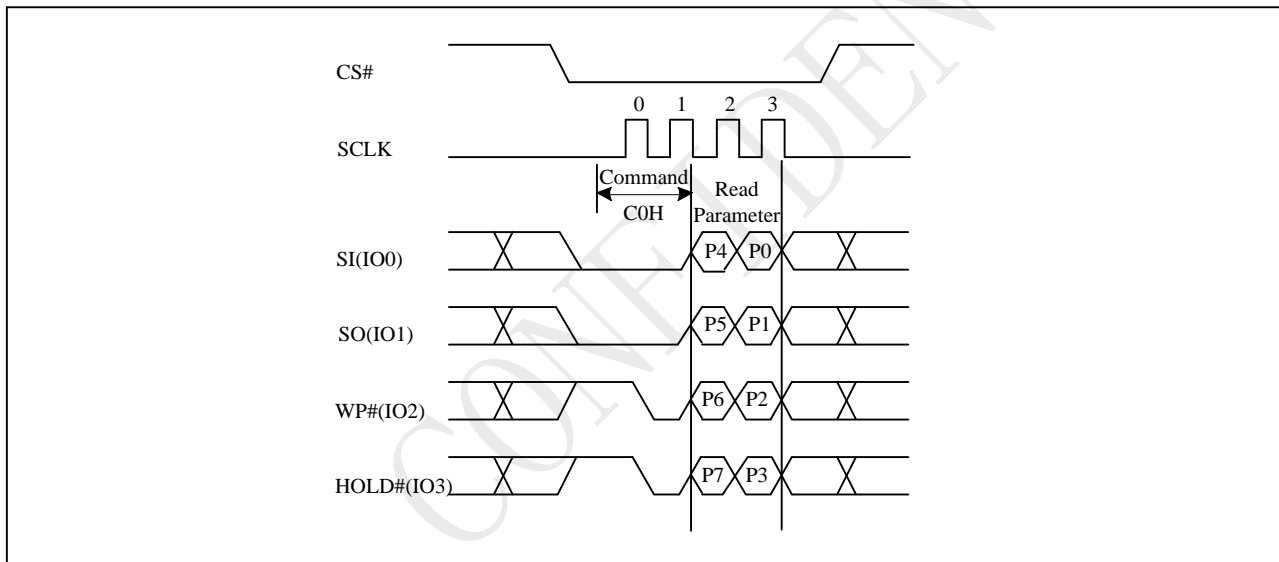 CS#
0 1 2 3
SCLK
Command
C0H
Read
Parameter
SI(IO0) P4 P0
SO(IO1) P5 P1
WP#(IO2) P6 P2
HOLD#(IO3) P7 P3
CONFIDEN